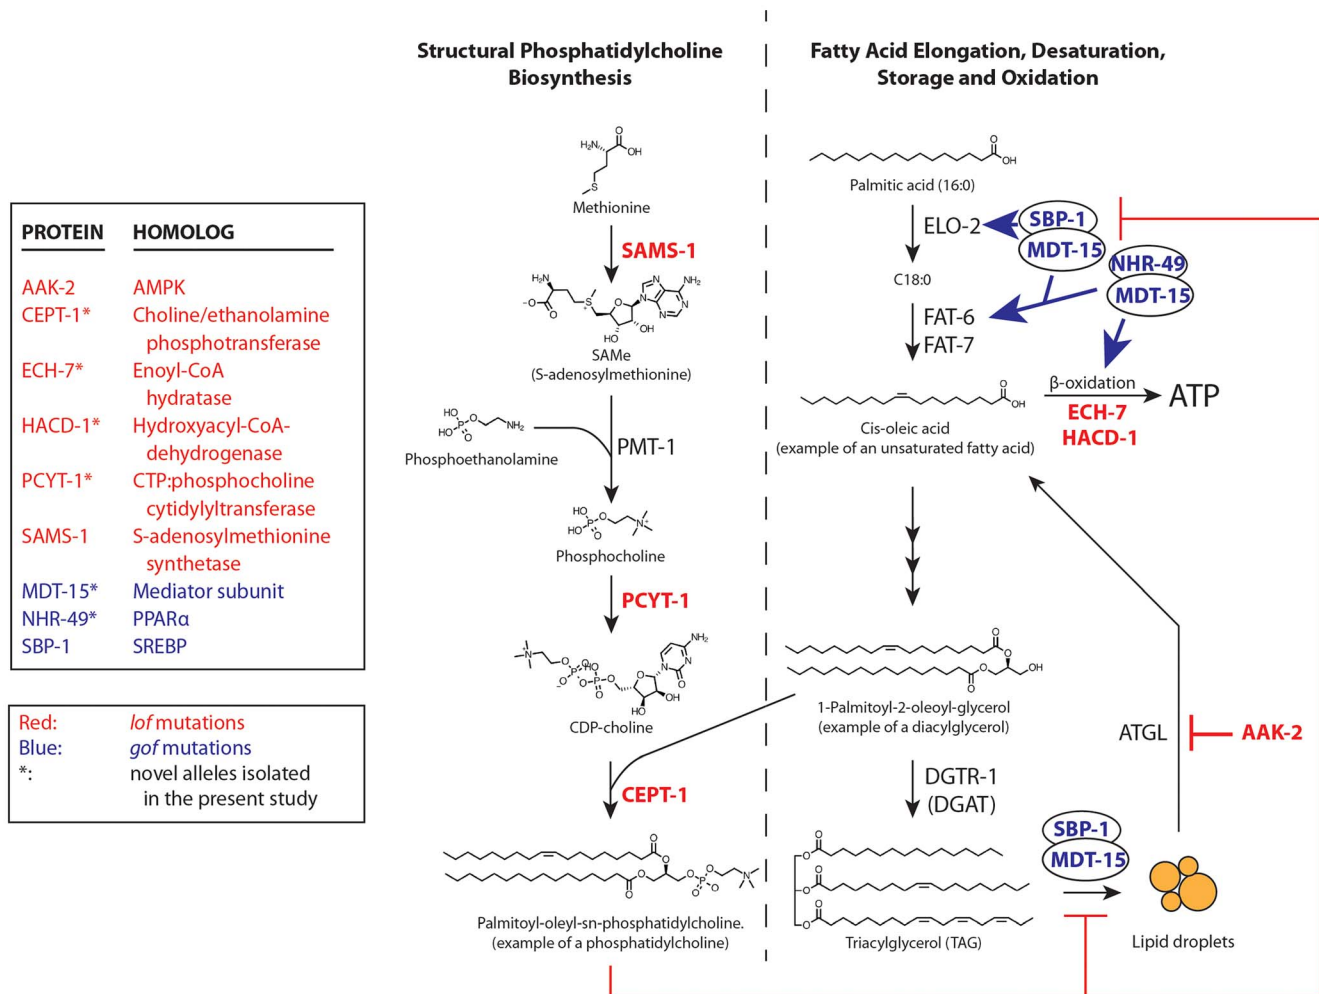 Structural Phosphatidylcholine
Biosynthesis
Fatty Acid Elongation, Desaturation,
Storage and Oxidation
PROTEIN HOMOLOG
AAK-2 AMPK
CEPT-1* Choline/ethanolamine
phosphotransferase
ECH-7* Enoyl-CoA
hydratase
HACD-1* Hydroxyacyl-CoA-
dehydrogenase
PCYT-1* CTP:phosphocholine
cytidylyltransferase
SAMS-1 S-adenosylmethionine
synthetase
MDT-15* Mediator subunit
NHR-49* PPARα
SBP-1 SREBP
Red: lof mutations
Blue: gof mutations
*: novel alleles isolated
in the present study
Methionine
SAMS-1
SAMe
(S-adenosylmethionine)
Phosphoethanolamine
PMT-1
Phosphocholine
PCYT-1
CDP-choline
CEPT-1
Palmitoyl-oleyl-sn-phosphatidylcholine.
(example of a phosphatidylcholine)
Palmitic acid (16:0)
ELO-2
SBP-1
MDT-15
NHR-49
MDT-15
C18:0
FAT-6
FAT-7
Cis-oleic acid
(example of an unsaturated fatty acid)
β-oxidation
ECH-7
HACD-1
ATP
1-Palmitoyl-2-oleoyl-glycerol
(example of a diacylglycerol)
DGTR-1
(DGAT)
ATGL
AAK-2
SBP-1
MDT-15
Triacylglycerol (TAG)
Lipid droplets